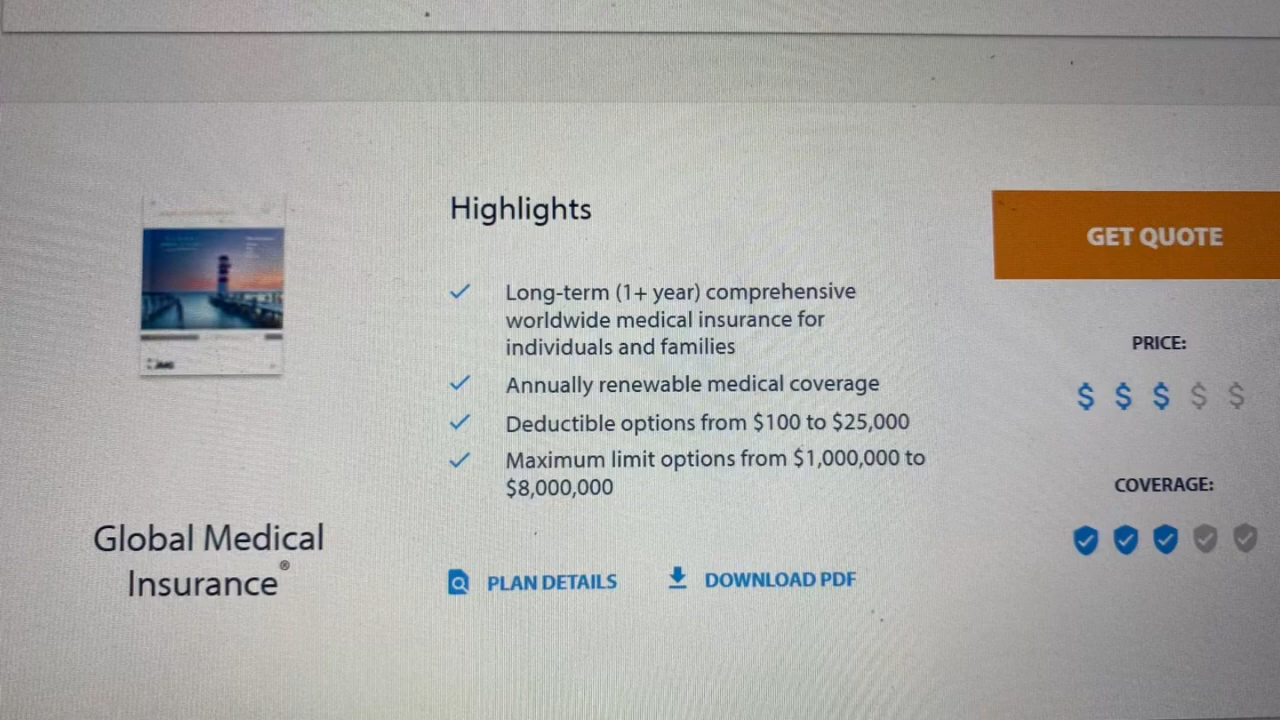 Highlights
Long-term (1+ year) comprehensive
worldwide medical insurance for
individuals and families
Annually renewable medical coverage
Deductible options from $100 to $25,000
Maximum limit options from $1,000,000 to
$8,000,000
PLAN DETAILS
DOWNLOAD PDF
Global Medical
Insurance®
GET QUOTE
PRICE:
$ $ $ $ $
COVERAGE: